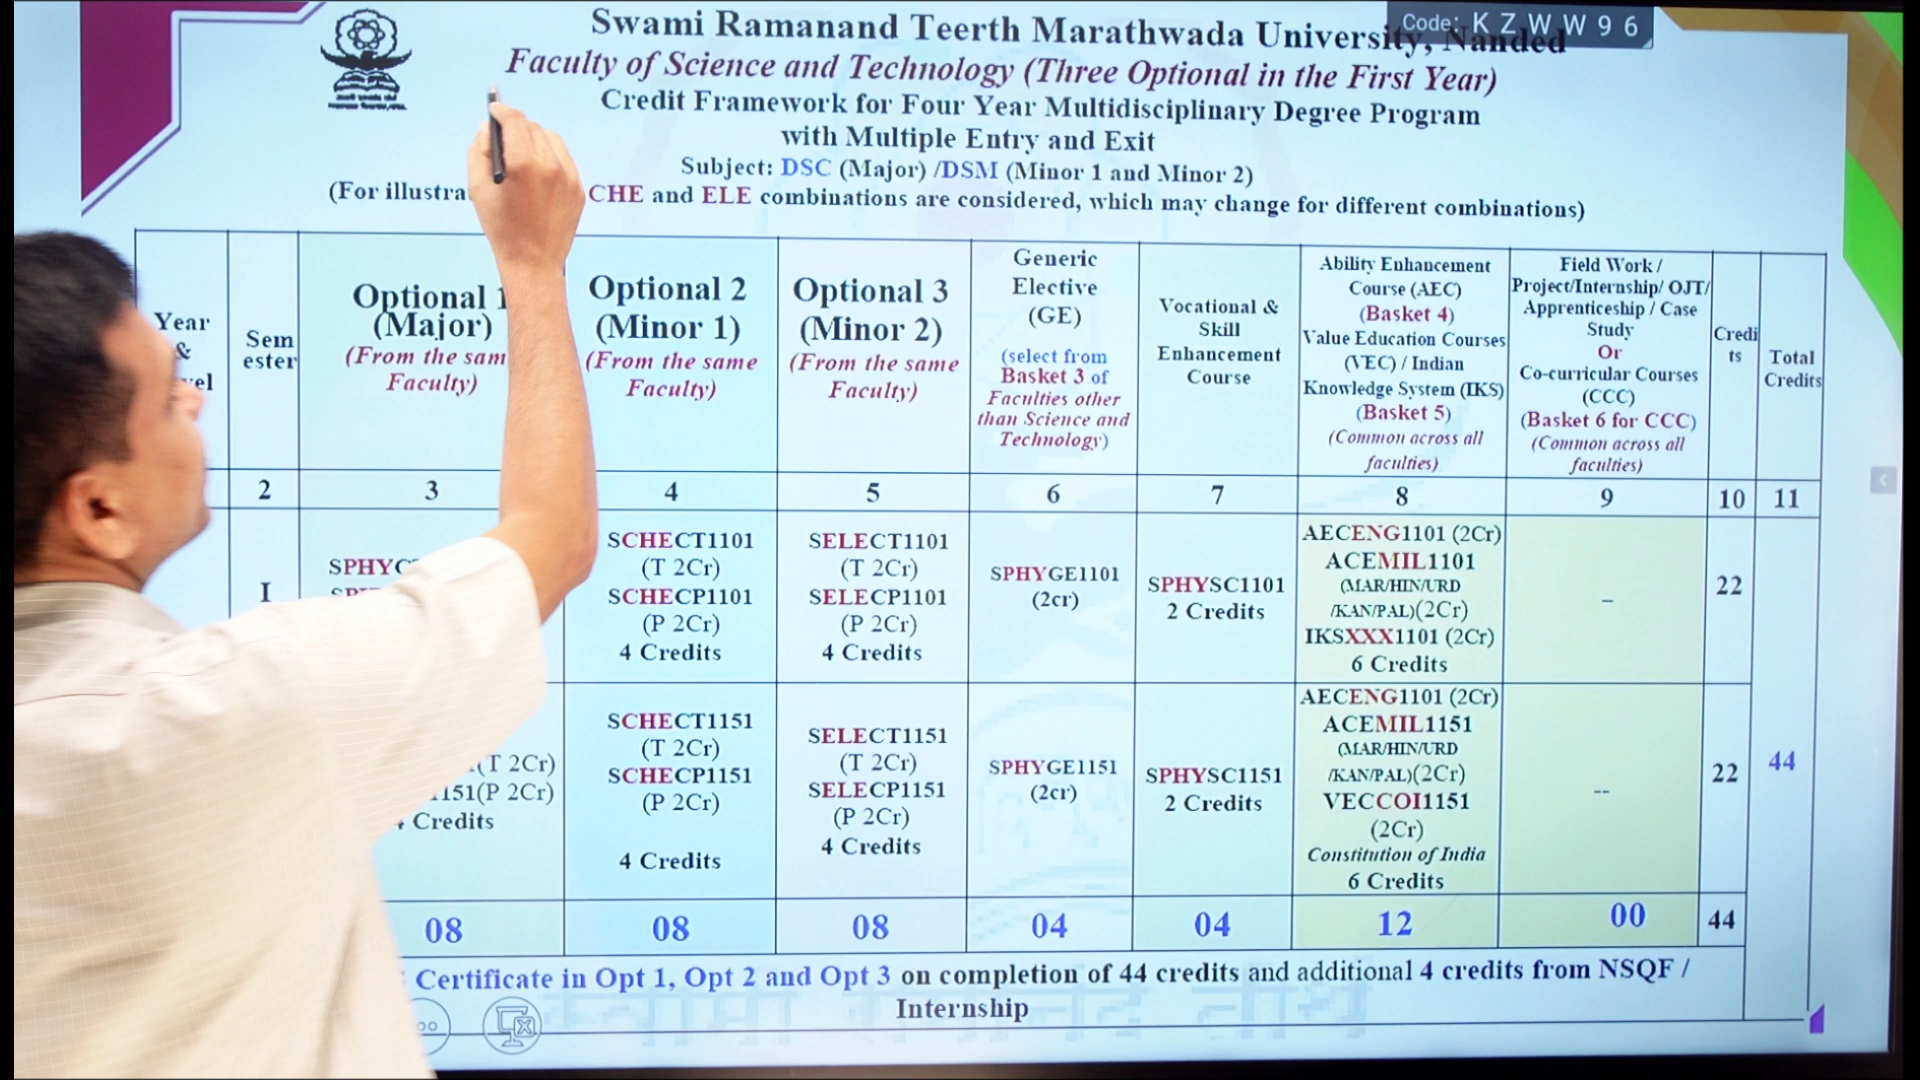 Code: K Z W W 9 6
Swami Ramanand Teerth Marathwada University, Nanded
Faculty of Science and Technology (Three Optional in the First Year)
Credit Framework for Four Year Multidisciplinary Degree Program
with Multiple Entry and Exit
Subject: DSC (Major) /DSM (Minor 1 and Minor 2)
(For CHE and ELE combinations are considered, which may change for different combinations)
Year
&
Sem
ester
Optional 1
(Major)
(From the
Faculty)
Optional 2
(Minor 1)
(From the same
Faculty)
Optional 3
(Minor 2)
(From the same
Faculty)
Generic
Elective
(GE)
(select from
Basket 3 of
Faculties other
than Science and
Technology)
Vocational &
Skill
Enhancement
Course
Ability Enhancement
Course (AEC)
(Basket 4)
Value Education Courses
(VEC) / Indian
Knowledge System (IKS)
(Basket 5)
(Common across all
faculties)
Field Work /
Project/Internship/ OJT/
Apprenticeship / Case
Study
Or
Co-curricular Courses
(CCC)
(Basket 6 for CCC)
(Common across all
faculties)
Credi
ts
Total
Credits
2 3 4 5 6 7 8 9 10 11
I
SCHECT1101
(T 2Cr)
SCHECP1101
(P 2Cr)
4 Credits
SELECT1101
(T 2Cr)
SELECP1101
(P 2Cr)
4 Credits
SPHYGE1101
(2cr)
SPHYSC1101
2 Credits
AECENG1101 (2Cr)
ACEMIL1101
(MAR/HIN/URD
/KAN/PAL)(2Cr)
IKSXXX1101 (2Cr)
6 Credits
–
22
(T 2Cr)
1151(P 2Cr)
Credits
SCHECT1151
(T 2Cr)
SCHECP1151
(P 2Cr)
4 Credits
SELECT1151
(T 2Cr)
SELECP1151
(P 2Cr)
4 Credits
SPHYGE1151
(2cr)
SPHYSC1151
2 Credits
AECENG1101 (2Cr)
ACEMIL1151
(MAR/HIN/URD
/KAN/PAL)(2Cr)
VECCOI1151
(2Cr)
Constitution of India
6 Credits
--
22
44
08 08 08 04 04 12 00 44
Certificate in Opt 1, Opt 2 and Opt 3 on completion of 44 credits and additional 4 credits from NSQF /
Internship